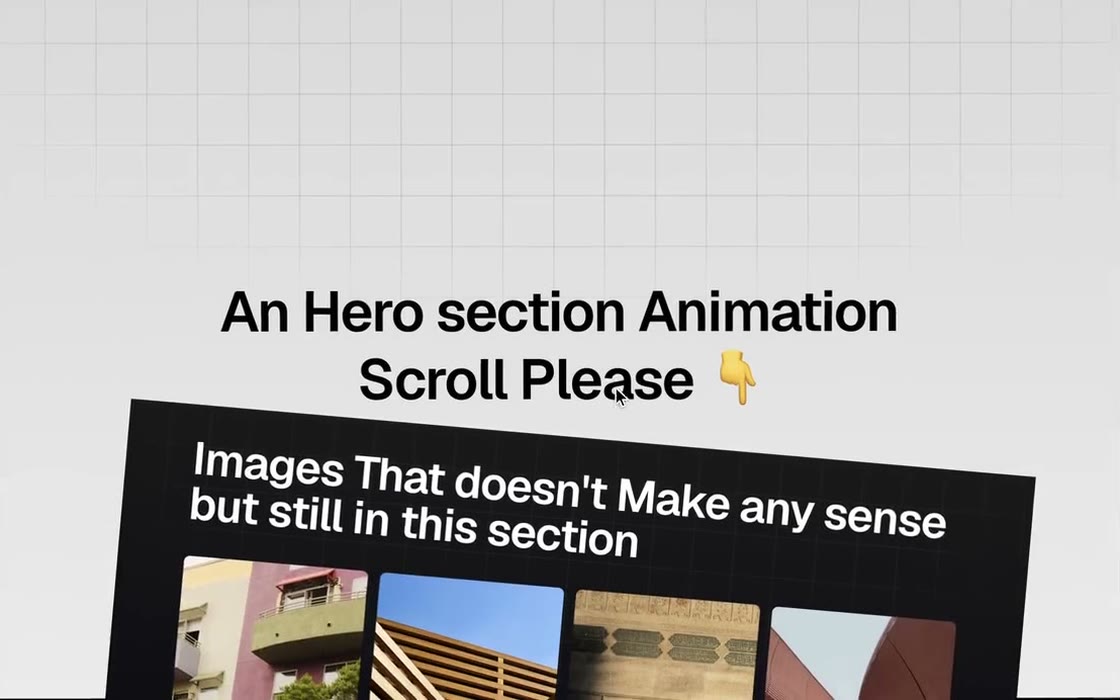 An Hero section Animation
Scroll Please 👇
Images That doesn't Make any sense
but still in this section